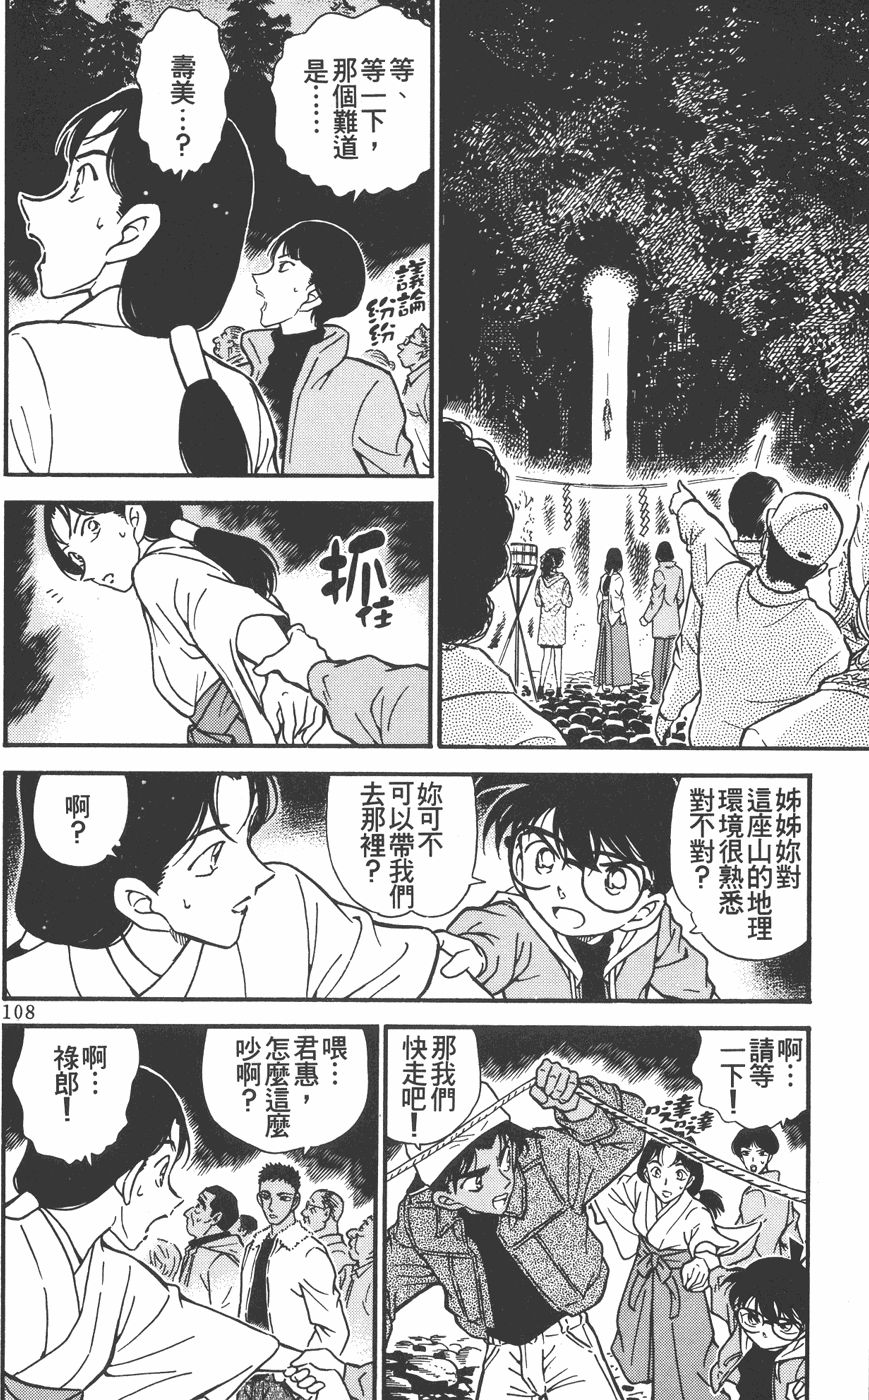 等、
等一下，
那個難道
是……
壽美…？
議論
紛紛
抓住
姊姊妳對
這座山的地理
環境很熟悉
對不對？
妳可不
可以帶我們
去那裡？
啊？
108
啊…
請等
一下！
噠噠
那我們
快走吧！
喂…
君惠，
怎麼這麼
吵啊？
啊…
祿郎！